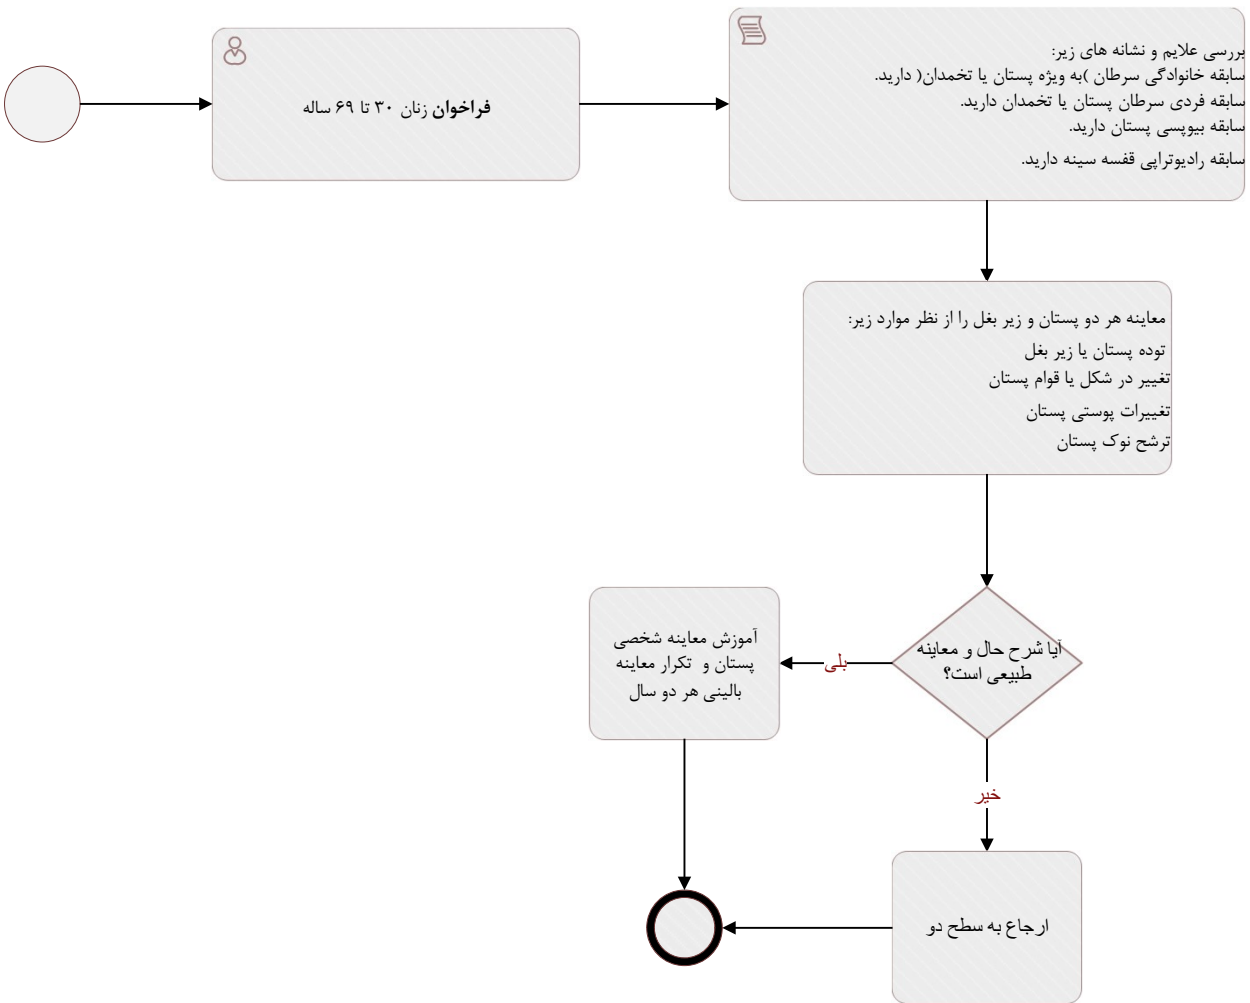 فراخوان زنان ۳۰ تا ۶۹ ساله
بررسی علایم و نشانه های زیر:
سابقه خانوادگی سرطان )به ویژه پستان یا تخمدان( دارید.
سابقه فردی سرطان پستان یا تخمدان دارید.
سابقه بیوپسی پستان دارید.
سابقه رادیوتراپی قفسه سینه دارید.
معاینه هر دو پستان و زیر بغل را از نظر موارد زیر:
توده پستان یا زیر بغل
تغییر در شکل یا قوام پستان
تغییرات پوستی پستان
ترشح نوک پستان
آیا شرح حال و معاینه
طبیعی است؟
بلی
آموزش معاینه شخصی
پستان و تکرار معاینه
بالینی هر دو سال
خیر
ارجاع به سطح دو